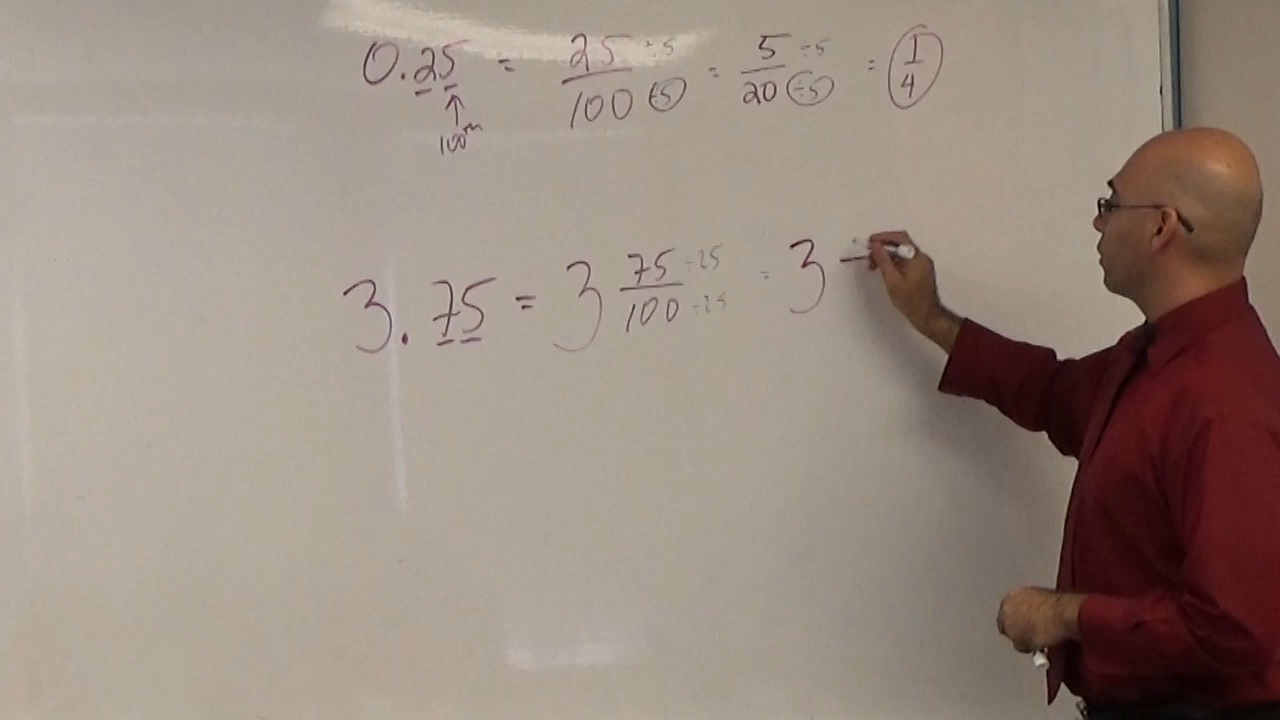 0.25 = 25/100 ÷5 ÷5 = 5/20 ÷5 ÷5 = 1/4
↑
100th
3.75 = 3 75/100 ÷25 ÷25 = 3